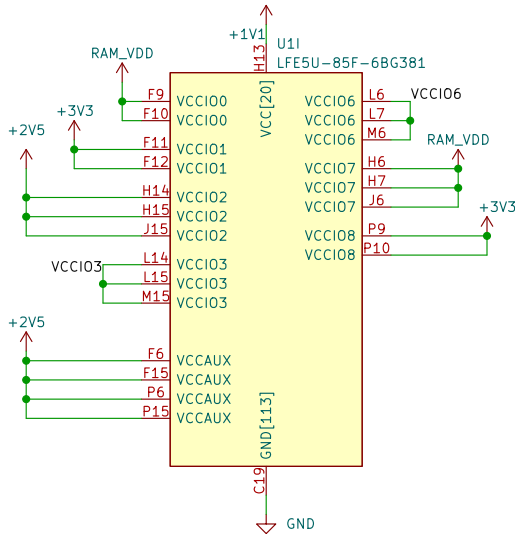 +1V1
U1I
LFE5U-85F-6BG381
H13
VCC[20]
RAM_VDD
F9 VCCIO0
F10 VCCIO0
+3V3
F11 VCCIO1
F12 VCCIO1
+2V5
H14 VCCIO2
H15 VCCIO2
J15 VCCIO2
VCCIO3
L14 VCCIO3
L15 VCCIO3
M15 VCCIO3
+2V5
F6 VCCAUX
F15 VCCAUX
P6 VCCAUX
P15 VCCAUX
VCCIO6 L6 VCCIO6
VCCIO6 L7
VCCIO6 M6
RAM_VDD
VCCIO7 H6
VCCIO7 H7
VCCIO7 J6
+3V3
VCCIO8 P9
VCCIO8 P10
GND[113]
C19
GND